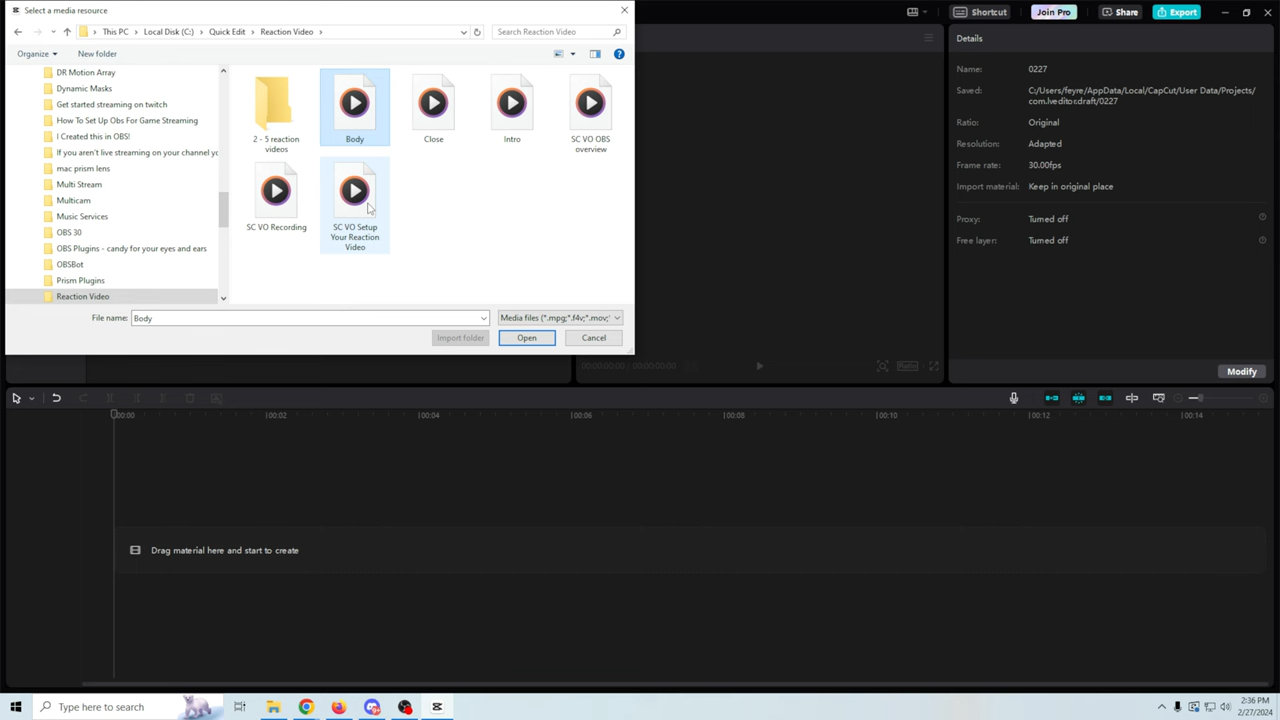 Select a media resource
This PC > Local Disk (C:) > Quick Edit > Reaction Video >
Search Reaction Video
Organize
New folder
DR Motion Array
Dynamic Masks
Get started streaming on twitch
How To Set Up Obs For Game Streaming
I Created this in OBS!
If you aren't live streaming on your channel yo
mac prism lens
Multi Stream
Multicam
Music Services
OBS 30
OBS Plugins - candy for your eyes and ears
OBSBot
Prism Plugins
Reaction Video
2 - 5 reaction
videos
Body
Close
Intro
SC VO OBS
overview
SC VO Recording
SC VO Setup
Your Reaction
Video
File name:
Body
Media files (*.mpg;*.f4v;*.mov;*
Import folder
Open
Cancel
Shortcut
Join Pro
Share
Export
Details
Name:
0227
Saved:
C:/Users/feyre/AppData/Local/CapCut/User Data/Projects/
com.lveditor.draft/0227
Ratio:
Original
Resolution:
Adapted
Frame rate:
30.00fps
Import material:
Keep in original place
Proxy:
Turned off
Free layer:
Turned off
00:00:00:00
00:00:00:00
Ratio
Modify
00:00
00:02
00:04
00:06
00:08
00:10
00:12
00:14
Drag material here and start to create
Type here to search
2:36 PM
2/27/2024